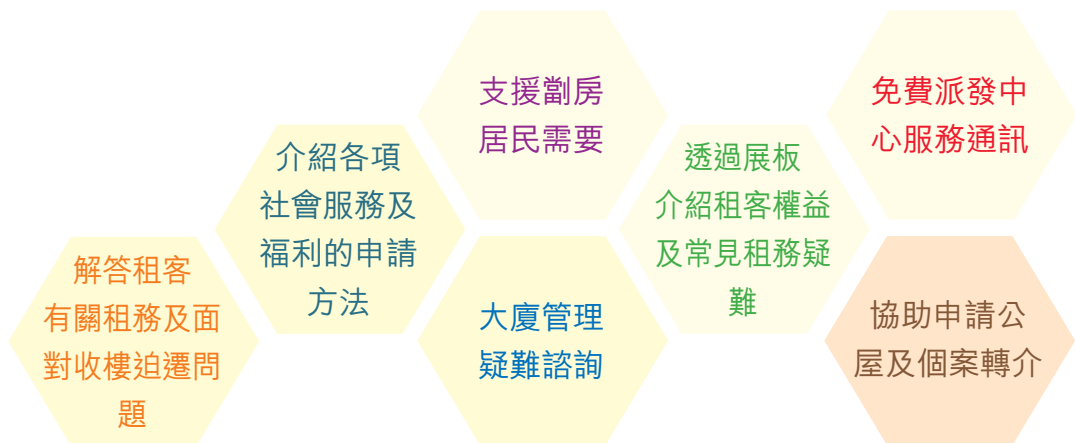 解答租客
有關租務及面
對收樓迫遷問
題
介紹各項
社會服務及
福利的申請
方法
支援劏房
居民需要
大廈管理
疑難諮詢
透過展板
介紹租客權益
及常見租務疑
難
免費派發中
心服務通訊
協助申請公
屋及個案轉介